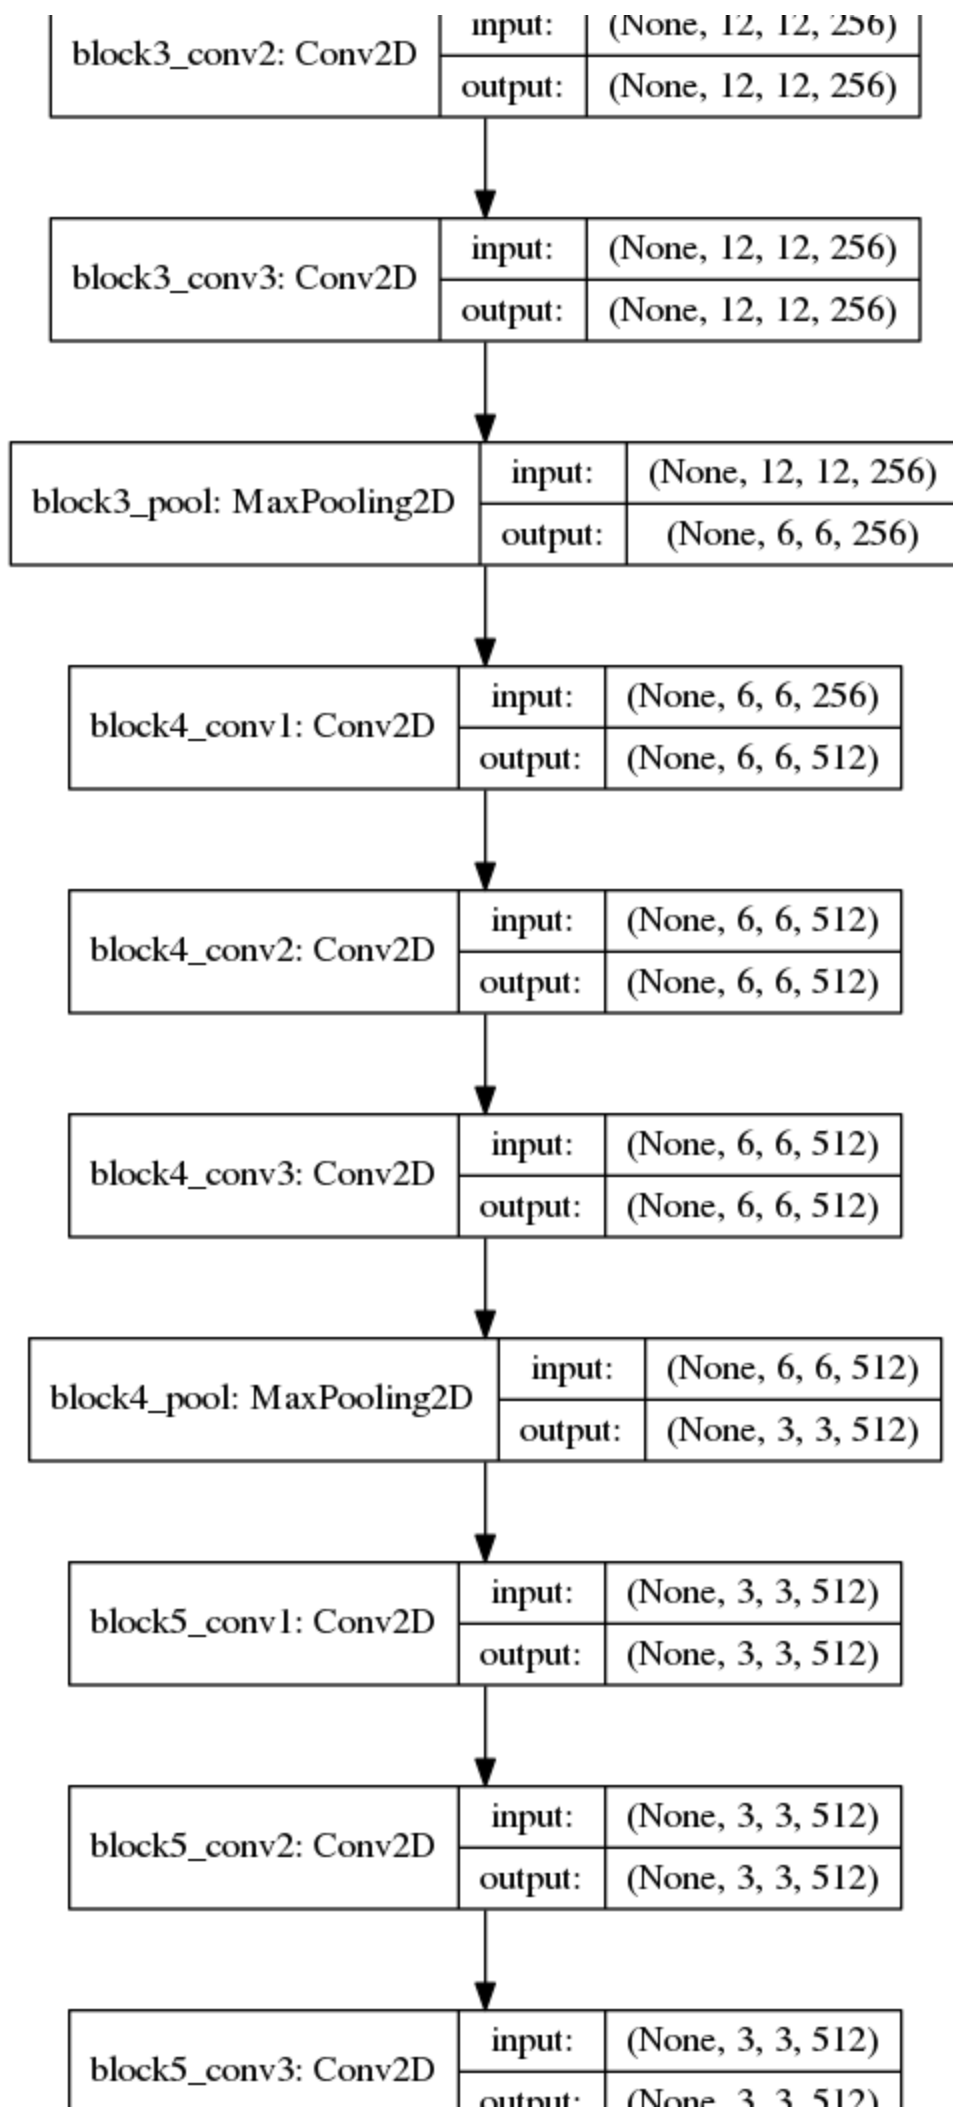 block3_conv2: Conv2D
input: (None, 12, 12, 256)
output: (None, 12, 12, 256)
block3_conv3: Conv2D
input: (None, 12, 12, 256)
output: (None, 12, 12, 256)
block3_pool: MaxPooling2D
input: (None, 12, 12, 256)
output: (None, 6, 6, 256)
block4_conv1: Conv2D
input: (None, 6, 6, 256)
output: (None, 6, 6, 512)
block4_conv2: Conv2D
input: (None, 6, 6, 512)
output: (None, 6, 6, 512)
block4_conv3: Conv2D
input: (None, 6, 6, 512)
output: (None, 6, 6, 512)
block4_pool: MaxPooling2D
input: (None, 6, 6, 512)
output: (None, 3, 3, 512)
block5_conv1: Conv2D
input: (None, 3, 3, 512)
output: (None, 3, 3, 512)
block5_conv2: Conv2D
input: (None, 3, 3, 512)
output: (None, 3, 3, 512)
block5_conv3: Conv2D
input: (None, 3, 3, 512)
output: (None, 3, 3, 512)